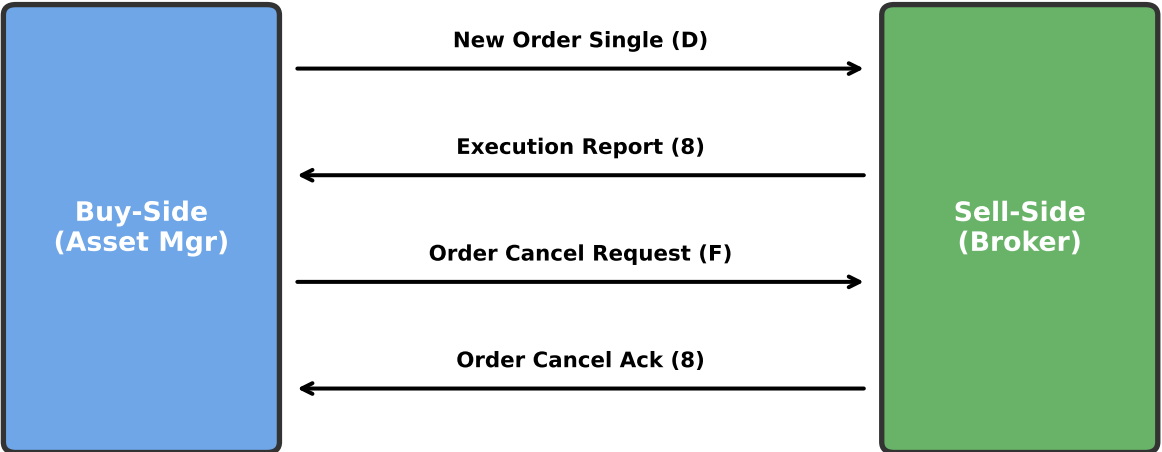 New Order Single (D)
Execution Report (8)
Buy-Side
(Asset Mgr)
Sell-Side
(Broker)
Order Cancel Request (F)
Order Cancel Ack (8)